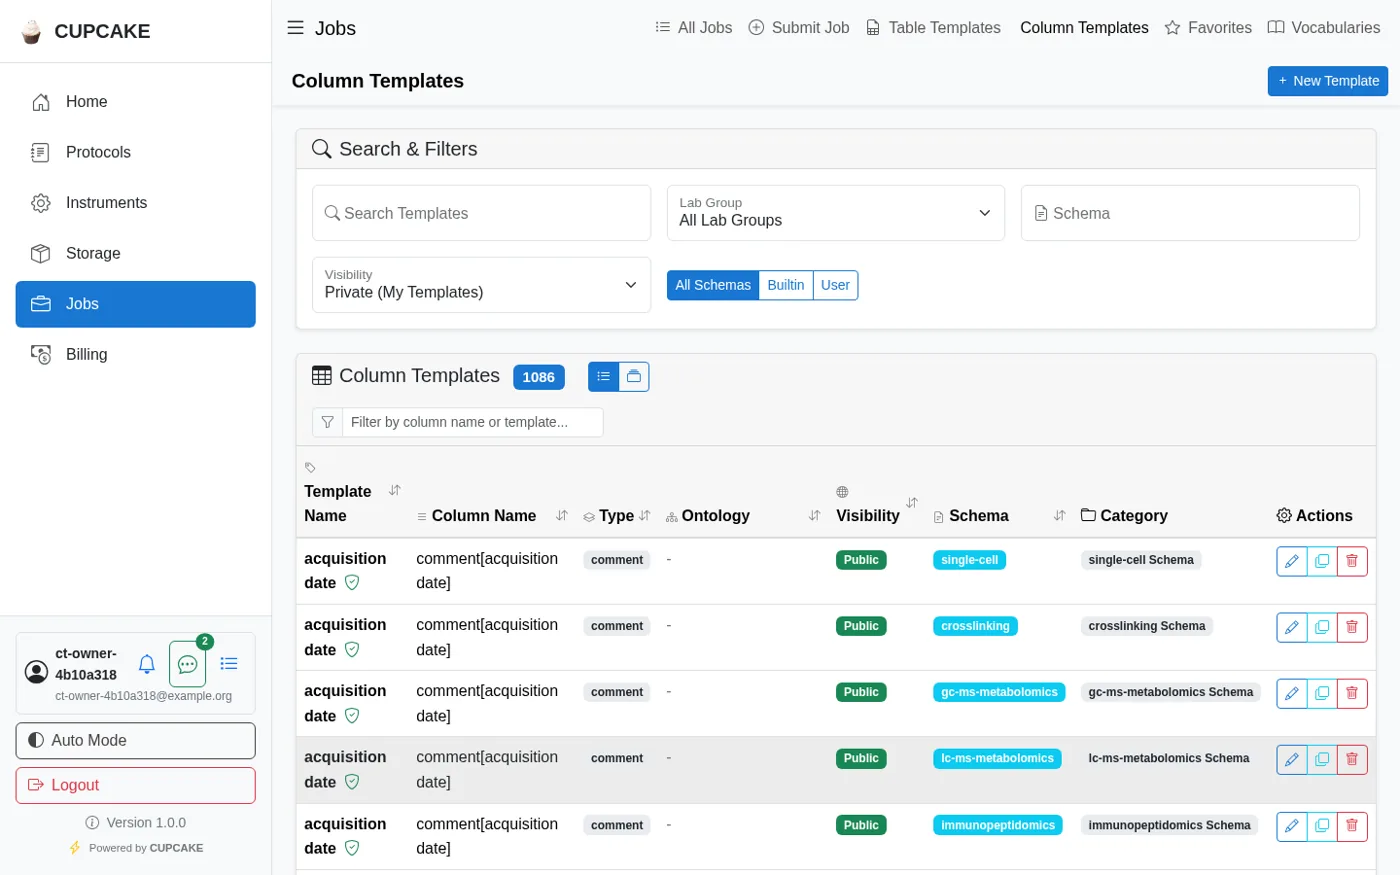 CUPCAKE
Home
Protocols
Instruments
Storage
Jobs
Billing
ct-owner-
4b10a318
2
ct-owner-4b10a318@example.org
Auto Mode
Logout
Version 1.0.0
Powered by CUPCAKE
Jobs
All Jobs
Submit Job
Table Templates
Column Templates
Favorites
Vocabularies
Column Templates
+ New Template
Search & Filters
Search Templates
Lab Group
All Lab Groups
Schema
Visibility
Private (My Templates)
All Schemas
Builtin
User
Column Templates 1086
Filter by column name or template...
Template
Name
Column Name
Type
Ontology
Visibility
Schema
Category
Actions
acquisition
date
comment[acquisition
date]
comment
-
Public
single-cell
single-cell Schema
acquisition
date
comment[acquisition
date]
comment
-
Public
crosslinking
crosslinking Schema
acquisition
date
comment[acquisition
date]
comment
-
Public
gc-ms-metabolomics
gc-ms-metabolomics Schema
acquisition
date
comment[acquisition
date]
comment
-
Public
lc-ms-metabolomics
lc-ms-metabolomics Schema
acquisition
date
comment[acquisition
date]
comment
-
Public
immunopeptidomics
immunopeptidomics Schema